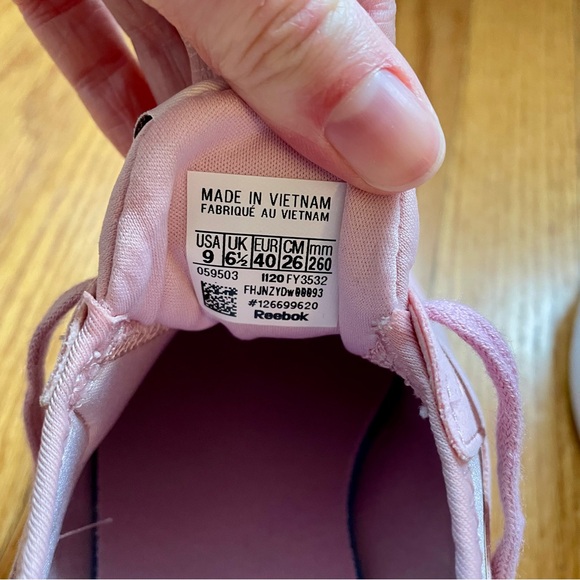 MADE IN VIETNAM
FABRIQUÉ AU VIETNAM
USA UK EUR CM mm
9 6½ 40 26 260
059503 1120 FY3532
#126699620
Reebok